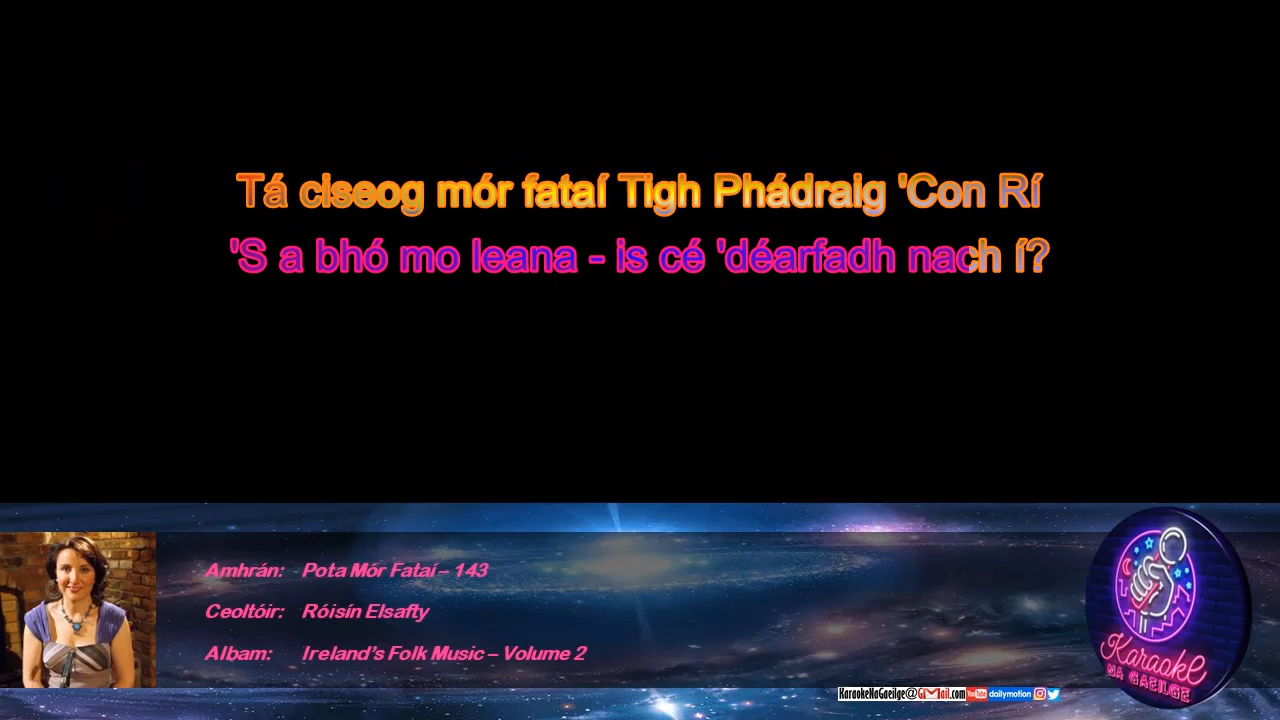 Tá ciseog mór fataí Tigh Phádraig 'Con Rí
'S a bhó mo leana - is cé 'déarfadh nach í?
Amhrán: Pota Mór Fataí – 143
Ceoltóir: Róisín Elsafty
Albam: Ireland's Folk Music – Volume 2
Karaoke
NA GAEILGE
KaraokeNaGaeilge@GMail.com YouTube dailymotion